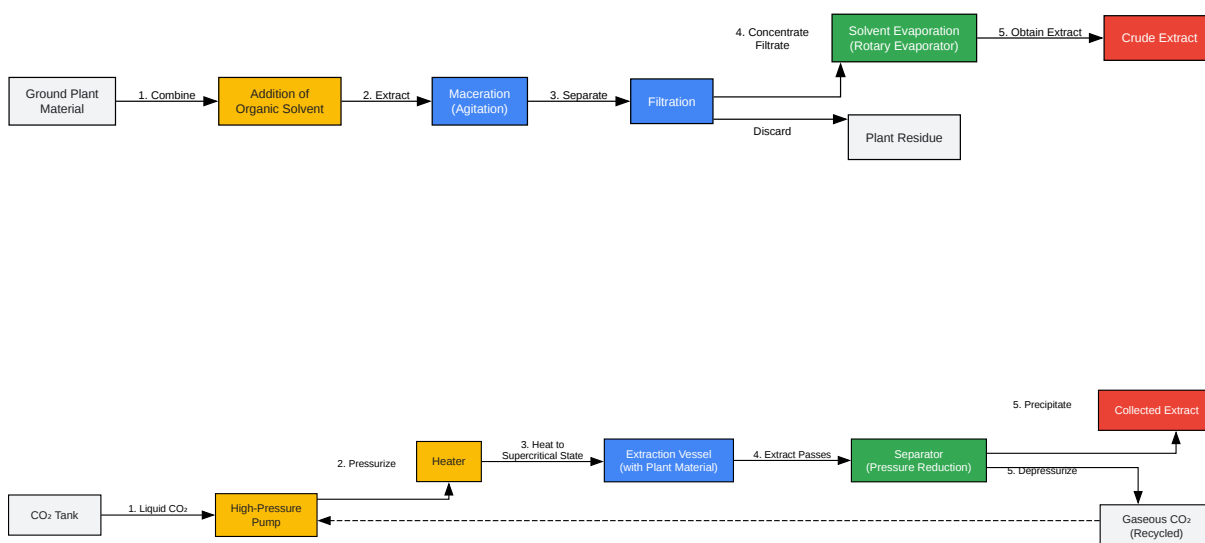 Ground Plant
Material
1. Combine
Addition of
Organic Solvent
2. Extract
Maceration
(Agitation)
3. Separate
Filtration
4. Concentrate
Filtrate
Solvent Evaporation
(Rotary Evaporator)
5. Obtain Extract
Crude Extract
Discard
Plant Residue
CO₂ Tank
1. Liquid CO₂
High-Pressure
Pump
2. Pressurize
Heater
3. Heat to
Supercritical State
Extraction Vessel
(with Plant Material)
4. Extract Passes
Separator
(Pressure Reduction)
5. Precipitate
Collected Extract
5. Depressurize
Gaseous CO₂
(Recycled)